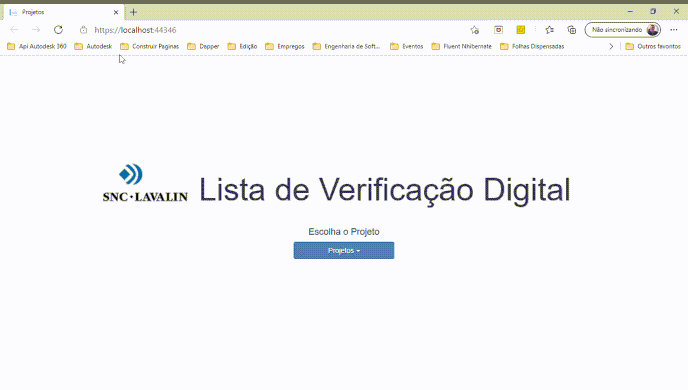 Projetos
https://localhost:44346
Não sincronizando
Api Autodesk 360
Autodesk
Construir Paginas
Dapper
Edição
Empregos
Engenharia de Soft...
Eventos
Fluent Nhibernate
Folhas Dispensadas
Outros favoritos
SNC·LAVALIN
Lista de Verificação Digital
Escolha o Projeto
Projetos